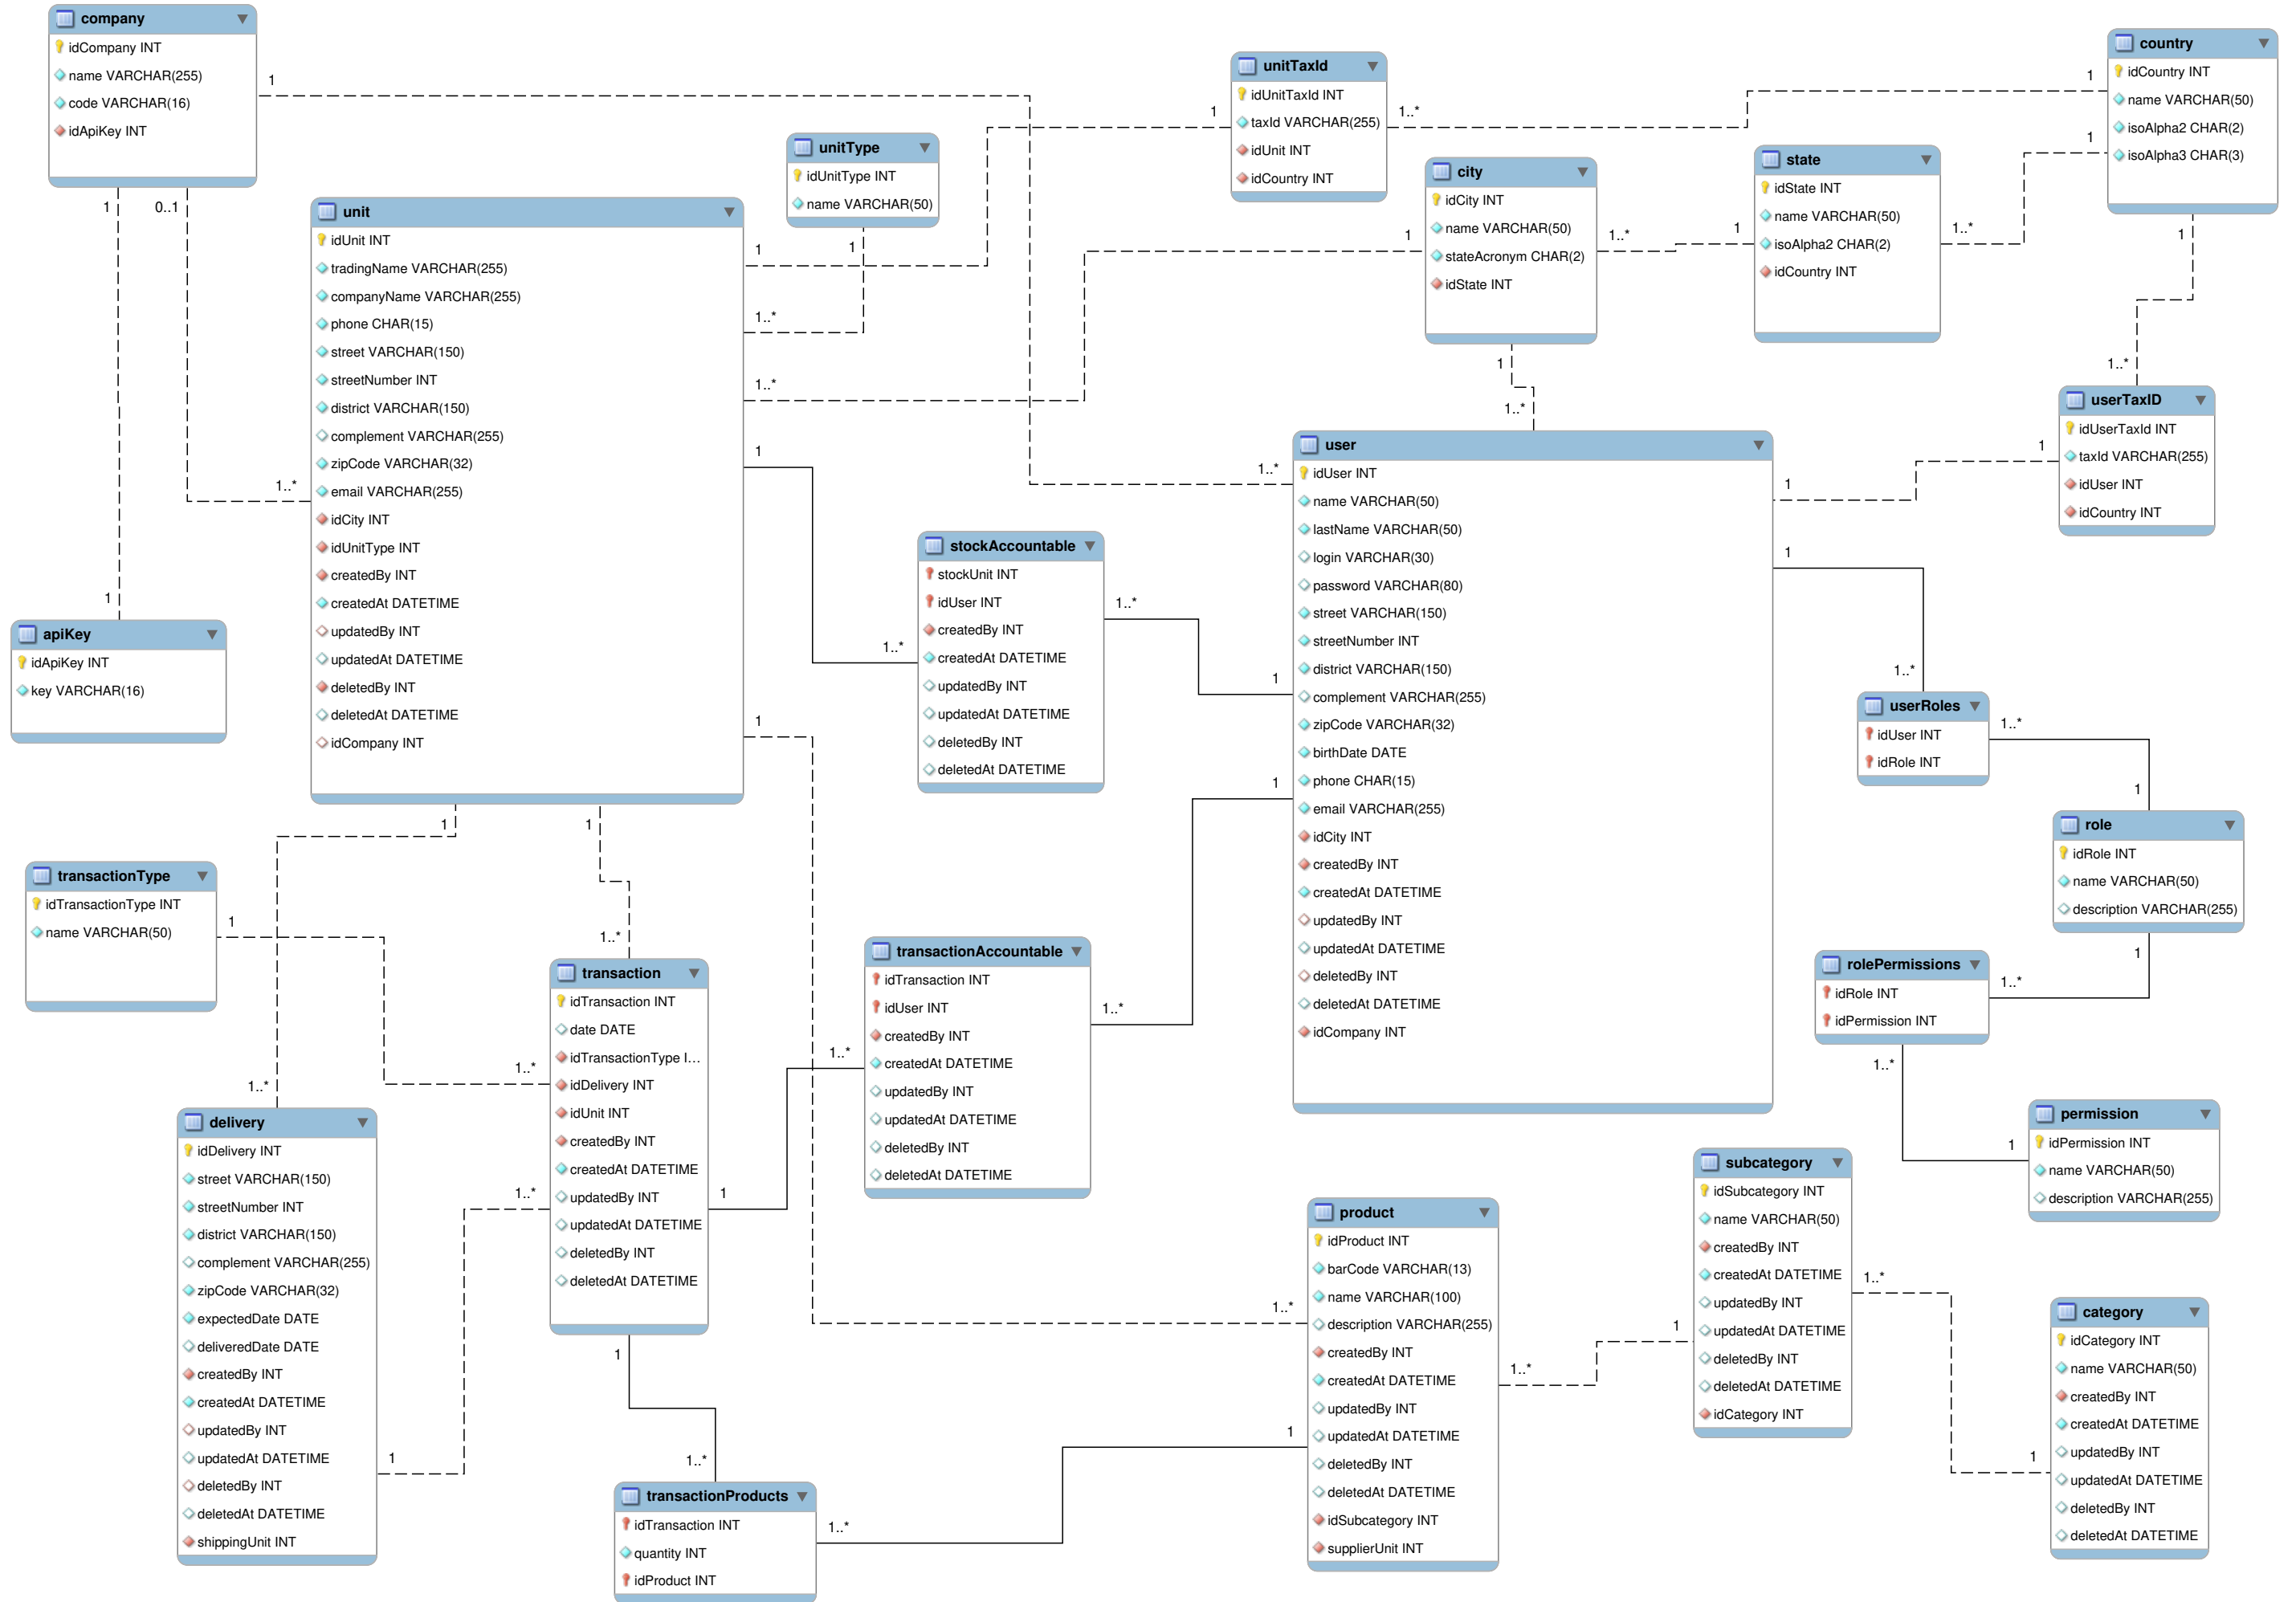 company
idCompany INT
name VARCHAR(255)
code VARCHAR(16)
idApiKey INT
1
1
0..1
unit
idUnit INT
tradingName VARCHAR(255)
companyName VARCHAR(255)
phone CHAR(15)
street VARCHAR(150)
streetNumber INT
district VARCHAR(150)
complement VARCHAR(255)
zipCode VARCHAR(32)
email VARCHAR(255)
idCity INT
idUnitType INT
createdBy INT
createdAt DATETIME
updatedBy INT
updatedAt DATETIME
deletedBy INT
deletedAt DATETIME
idCompany INT
1
1..*
1..*
1
1
1..*
1
1
unitType
idUnitType INT
name VARCHAR(50)
1
unitTaxId
idUnitTaxId INT
taxId VARCHAR(255)
idUnit INT
idCountry INT
1
1..*
country
idCountry INT
name VARCHAR(50)
isoAlpha2 CHAR(2)
isoAlpha3 CHAR(3)
1
1
1
city
idCity INT
name VARCHAR(50)
stateAcronym CHAR(2)
idState INT
1
1..*
1
state
idState INT
name VARCHAR(50)
isoAlpha2 CHAR(2)
idCountry INT
1
1..*
userTaxID
idUserTaxId INT
taxId VARCHAR(255)
idUser INT
idCountry INT
1..*
1
user
idUser INT
name VARCHAR(50)
lastName VARCHAR(50)
login VARCHAR(30)
password VARCHAR(80)
street VARCHAR(150)
streetNumber INT
district VARCHAR(150)
complement VARCHAR(255)
zipCode VARCHAR(32)
birthDate DATE
phone CHAR(15)
email VARCHAR(255)
idCity INT
createdBy INT
createdAt DATETIME
updatedBy INT
updatedAt DATETIME
deletedBy INT
deletedAt DATETIME
idCompany INT
1..*
1..*
1
1
1
1
stockAccountable
stockUnit INT
idUser INT
createdBy INT
createdAt DATETIME
updatedBy INT
updatedAt DATETIME
deletedBy INT
deletedAt DATETIME
1..*
1..*
apiKey
idApiKey INT
key VARCHAR(16)
1
userRoles
idUser INT
idRole INT
1..*
1..*
role
idRole INT
name VARCHAR(50)
description VARCHAR(255)
1
1
transactionType
idTransactionType INT
name VARCHAR(50)
1
transaction
idTransaction INT
date DATE
idTransactionType I...
idDelivery INT
idUnit INT
createdBy INT
createdAt DATETIME
updatedBy INT
updatedAt DATETIME
deletedBy INT
deletedAt DATETIME
1..*
1..*
1..*
1
1
transactionAccountable
idTransaction INT
idUser INT
createdBy INT
createdAt DATETIME
updatedBy INT
updatedAt DATETIME
deletedBy INT
deletedAt DATETIME
1..*
1..*
rolePermissions
idRole INT
idPermission INT
1..*
1..*
permission
idPermission INT
name VARCHAR(50)
description VARCHAR(255)
1
delivery
idDelivery INT
street VARCHAR(150)
streetNumber INT
district VARCHAR(150)
complement VARCHAR(255)
zipCode VARCHAR(32)
expectedDate DATE
deliveredDate DATE
createdBy INT
createdAt DATETIME
updatedBy INT
updatedAt DATETIME
deletedBy INT
deletedAt DATETIME
shippingUnit INT
1..*
1
product
idProduct INT
barCode VARCHAR(13)
name VARCHAR(100)
description VARCHAR(255)
createdBy INT
createdAt DATETIME
updatedBy INT
updatedAt DATETIME
deletedBy INT
deletedAt DATETIME
idSubcategory INT
supplierUnit INT
1..*
1..*
1
subcategory
idSubcategory INT
name VARCHAR(50)
createdBy INT
createdAt DATETIME
updatedBy INT
updatedAt DATETIME
deletedBy INT
deletedAt DATETIME
idCategory INT
1
1..*
category
idCategory INT
name VARCHAR(50)
createdBy INT
createdAt DATETIME
updatedBy INT
updatedAt DATETIME
deletedBy INT
deletedAt DATETIME
1
transactionProducts
idTransaction INT
quantity INT
idProduct INT
1..*
1..*